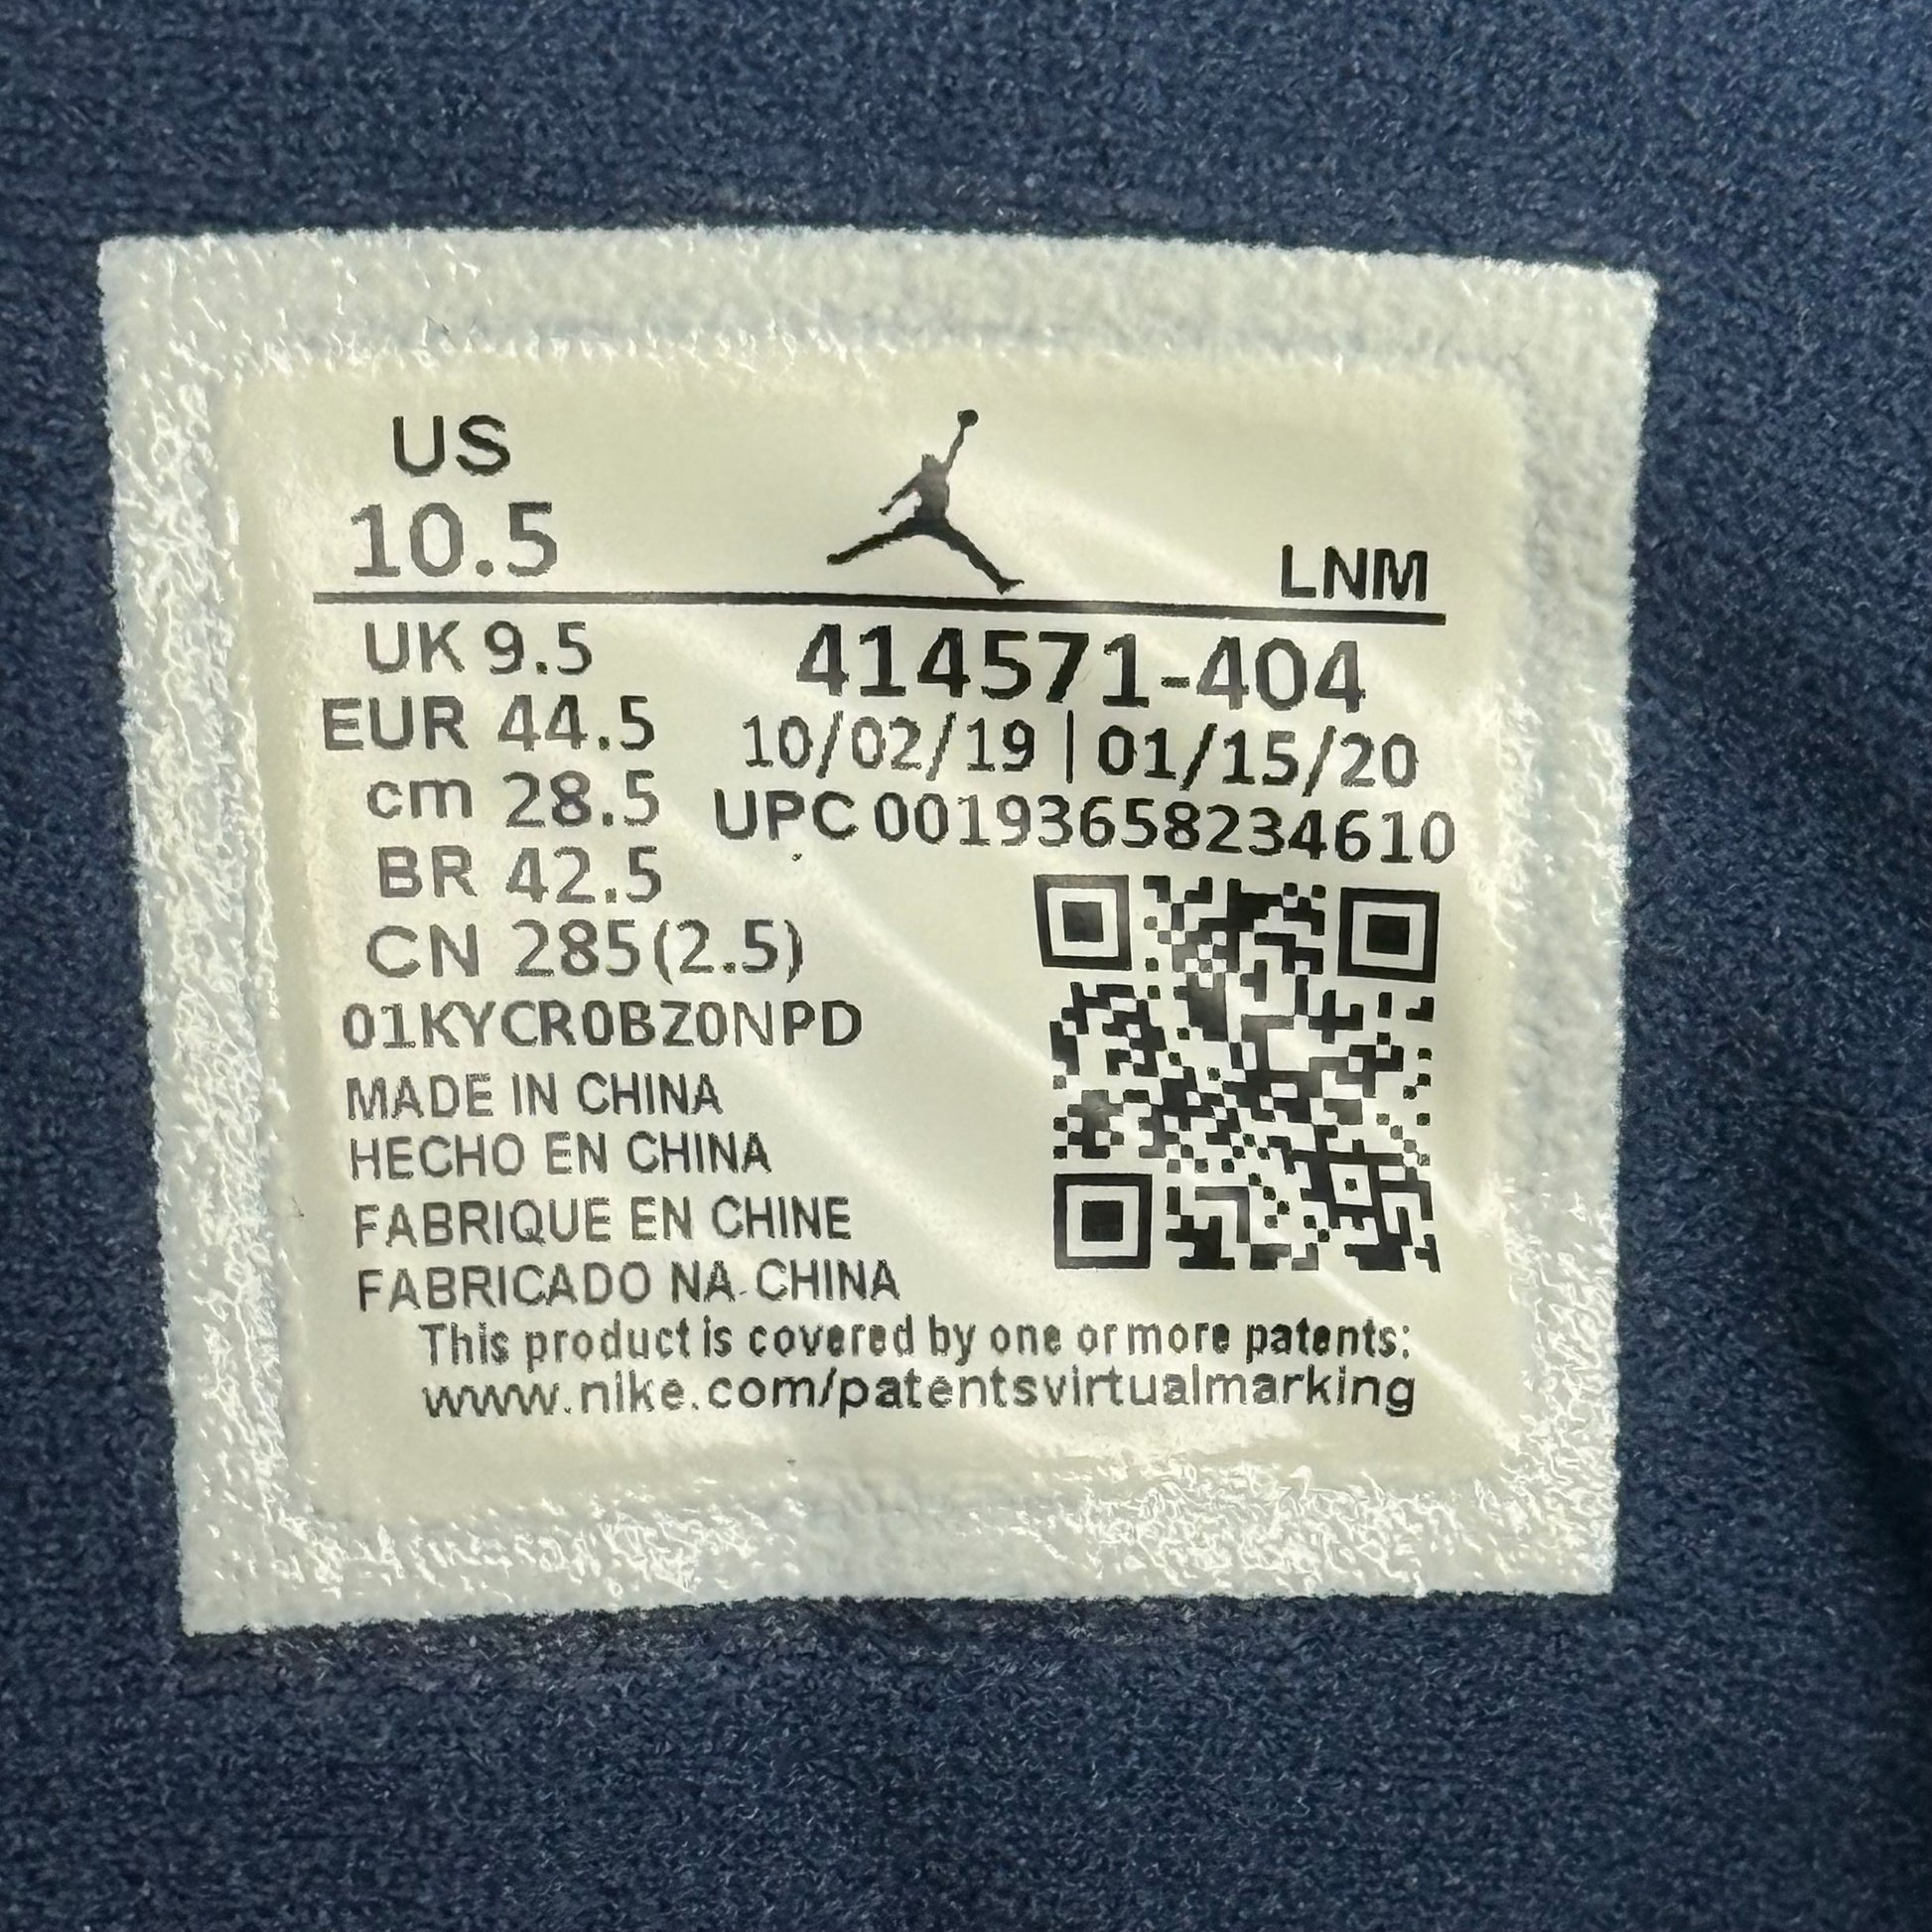 US
10.5
LNM
UK 9.5
EUR 44.5
cm 28.5
BR 42.5
CN 285(2.5)
414571-404
10/02/19 | 01/15/20
UPC 00193658234610
01KYCR0BZ0NPD
MADE IN CHINA
HECHO EN CHINA
FABRIQUE EN CHINE
FABRICADO NA CHINA
This product is covered by one or more patents:
www.nike.com/patentsvirtualmarking